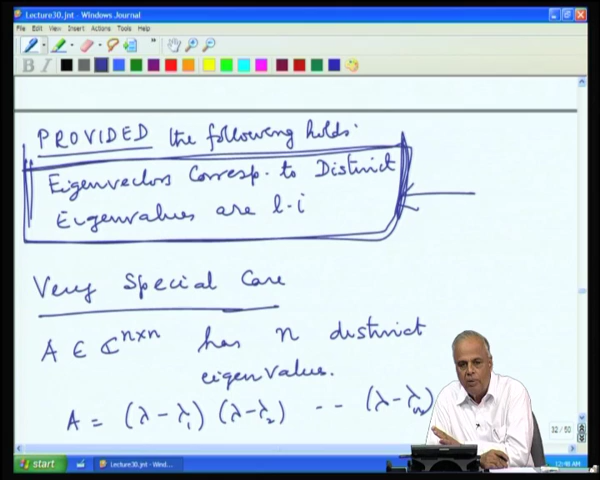 Lecture30.jnt - Windows Journal
File Edit View Insert Actions Tools Help
B I
PROVIDED the following holds.
Eigenvectors Corresp. to Distinct
Eigenvalues are l.i
Very Special Case
A ∈ ℂⁿˣⁿ has n distinct
eigenvalues.
A = (λ - λ₁) (λ - λ₂) -- (λ - λₙ)
32 / 50
start Lecture30.jnt - Wind... 12:48 AM